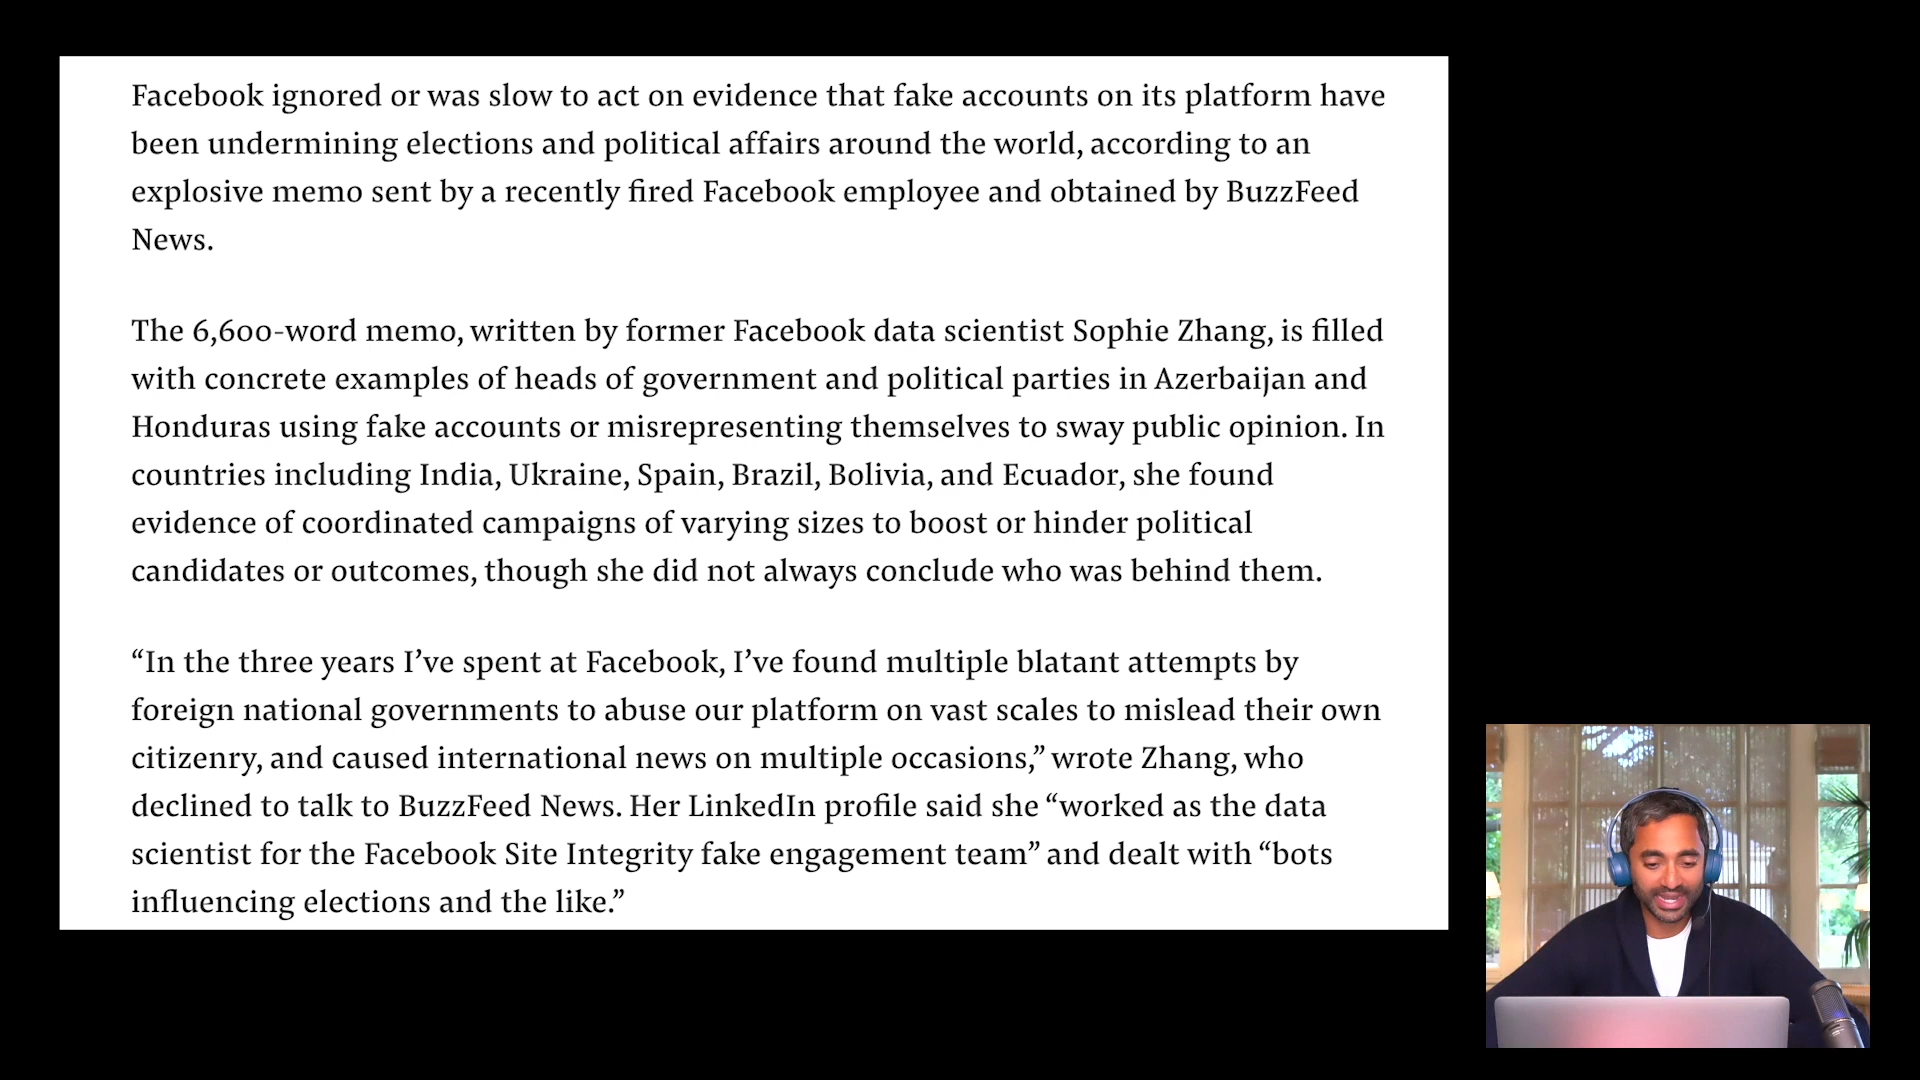 Facebook ignored or was slow to act on evidence that fake accounts on its platform have
been undermining elections and political affairs around the world, according to an
explosive memo sent by a recently fired Facebook employee and obtained by BuzzFeed
News.
The 6,600-word memo, written by former Facebook data scientist Sophie Zhang, is filled
with concrete examples of heads of government and political parties in Azerbaijan and
Honduras using fake accounts or misrepresenting themselves to sway public opinion. In
countries including India, Ukraine, Spain, Brazil, Bolivia, and Ecuador, she found
evidence of coordinated campaigns of varying sizes to boost or hinder political
candidates or outcomes, though she did not always conclude who was behind them.
“In the three years I’ve spent at Facebook, I’ve found multiple blatant attempts by
foreign national governments to abuse our platform on vast scales to mislead their own
citizenry, and caused international news on multiple occasions,” wrote Zhang, who
declined to talk to BuzzFeed News. Her LinkedIn profile said she “worked as the data
scientist for the Facebook Site Integrity fake engagement team” and dealt with “bots
influencing elections and the like.”